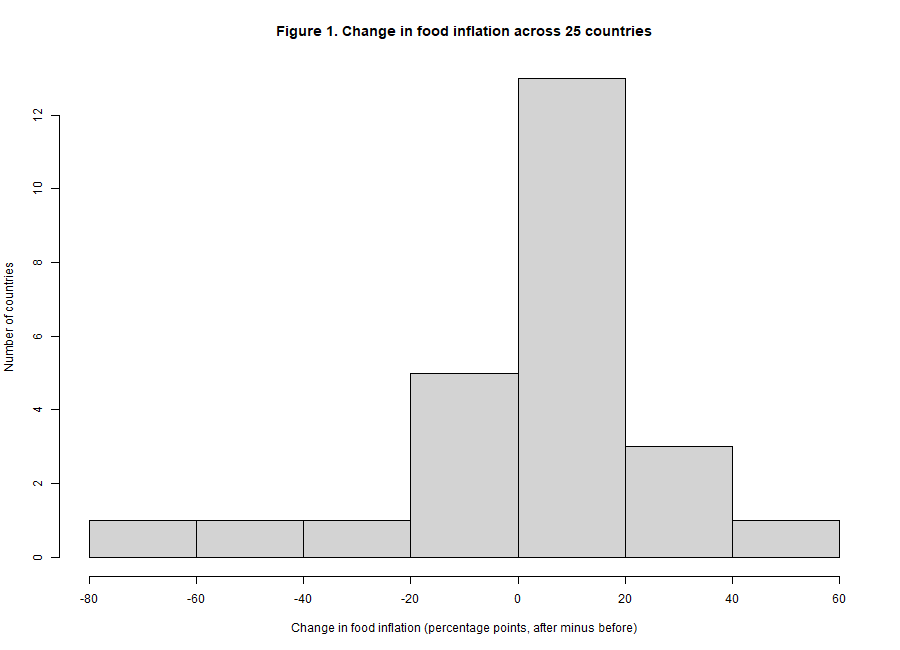 Figure 1. Change in food inflation across 25 countries
Number of countries
12
10
8
6
4
2
0
-80 -60 -40 -20 0 20 40 60
Change in food inflation (percentage points, after minus before)